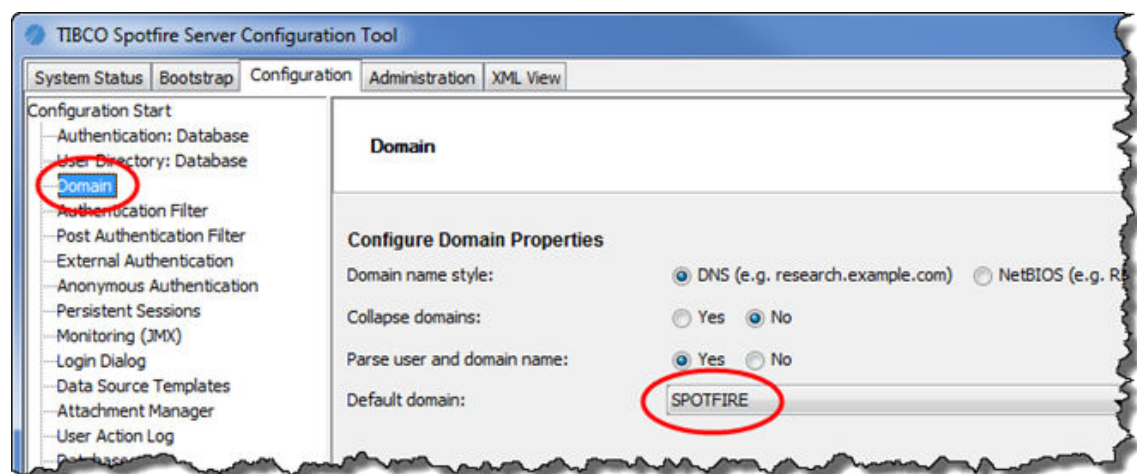 TIBCO Spotfire Server Configuration Tool
System Status Bootstrap Configuration Administration XML View
Configuration Start
Authentication: Database
User Directory: Database
Domain
Authentication Filter
Post Authentication Filter
External Authentication
Anonymous Authentication
Persistent Sessions
Monitoring (JMX)
Login Dialog
Data Source Templates
Attachment Manager
User Action Log
Domain
Configure Domain Properties
Domain name style: DNS (e.g. research.example.com) NetBIOS (e.g.
Collapse domains: Yes No
Parse user and domain name: Yes No
Default domain: SPOTFIRE